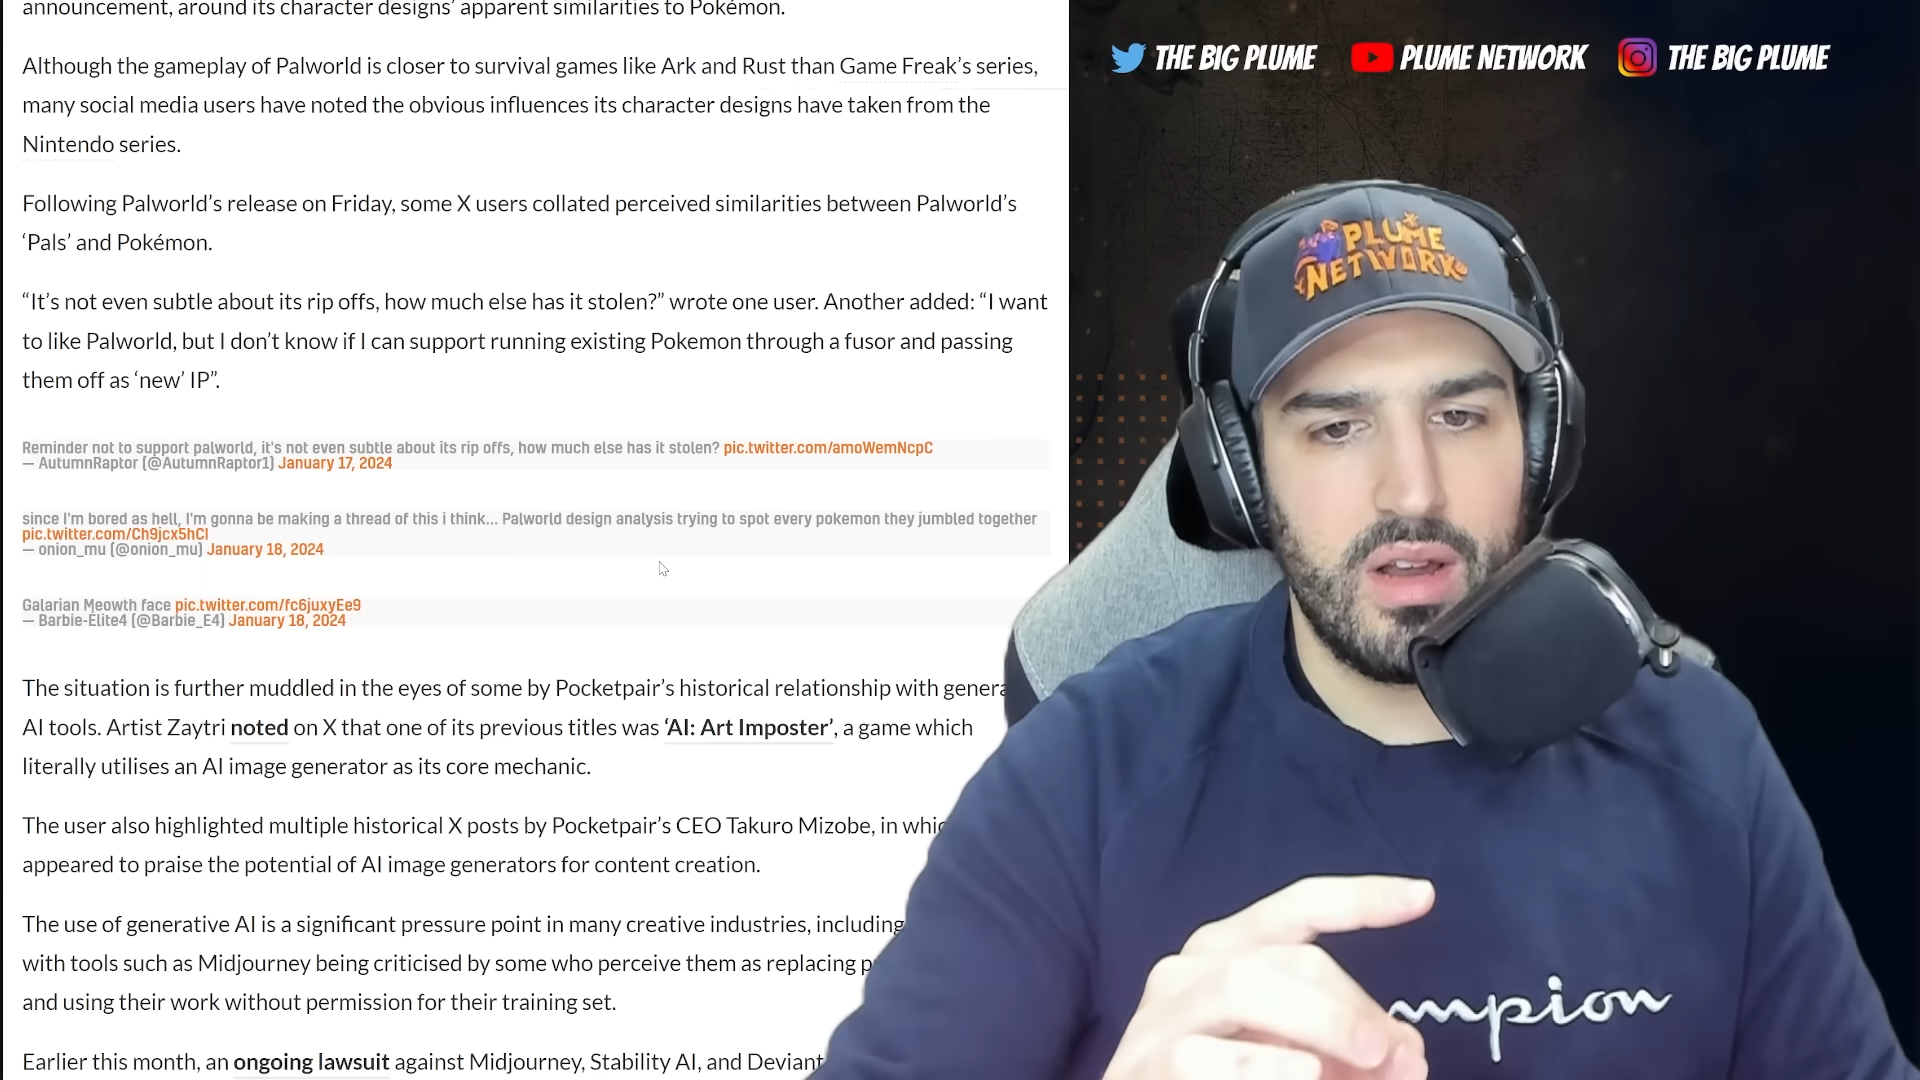 announcement, around its character designs’ apparent similarities to Pokémon.
THE BIG PLUME
PLUME NETWORK
THE BIG PLUME
Although the gameplay of Palworld is closer to survival games like Ark and Rust than Game Freak’s series,
many social media users have noted the obvious influences its character designs have taken from the
Nintendo series.
Following Palworld’s release on Friday, some X users collated perceived similarities between Palworld’s
‘Pals’ and Pokémon.
PLUME
NETWORK
“It’s not even subtle about its rip offs, how much else has it stolen?” wrote one user. Another added: “I want
to like Palworld, but I don’t know if I can support running existing Pokemon through a fusor and passing
them off as ‘new’ IP”.
Reminder not to support palworld, it's not even subtle about its rip offs, how much else has it stolen? pic.twitter.com/amoWemNcpC
— AutumnRaptor (@AutumnRaptor1) January 17, 2024
since I'm bored as hell, I'm gonna be making a thread of this i think... Palworld design analysis trying to spot every pokemon they jumbled together
pic.twitter.com/Ch9jcx5hCl
— onion_mu (@onion_mu) January 18, 2024
Galarian Meowth face pic.twitter.com/fc6juxyEe9
— Barbie-Elite4 (@Barbie_E4) January 18, 2024
The situation is further muddled in the eyes of some by Pocketpair’s historical relationship with genera
AI tools. Artist Zaytri noted on X that one of its previous titles was ‘AI: Art Imposter’, a game which
literally utilises an AI image generator as its core mechanic.
The user also highlighted multiple historical X posts by Pocketpair’s CEO Takuro Mizobe, in whic
appeared to praise the potential of AI image generators for content creation.
The use of generative AI is a significant pressure point in many creative industries, including
with tools such as Midjourney being criticised by some who perceive them as replacing p
and using their work without permission for their training set.
mpion
Earlier this month, an ongoing lawsuit against Midjourney, Stability AI, and Deviant